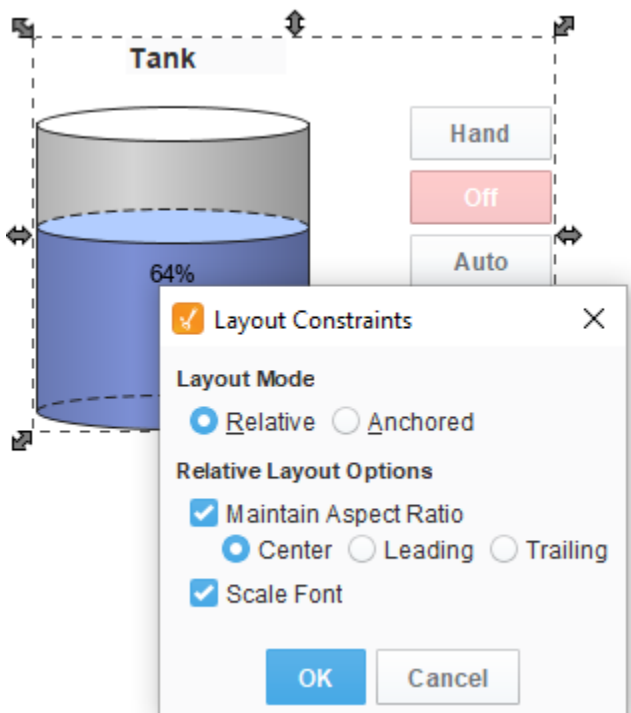 Tank
Hand
Off
Auto
64%
Layout Constraints
Layout Mode
Relative Anchored
Relative Layout Options
Maintain Aspect Ratio
Center Leading Trailing
Scale Font
OK Cancel